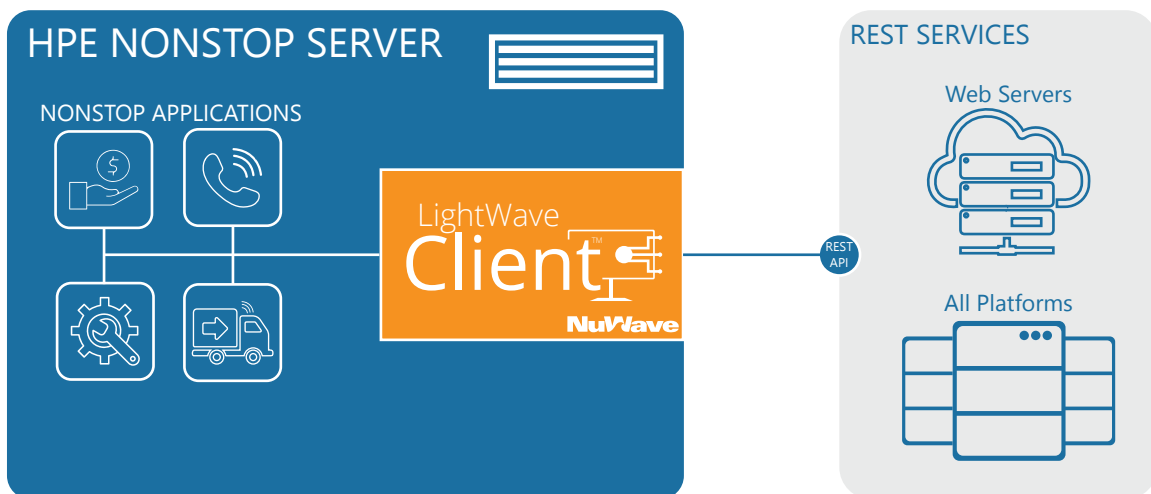 HPE NONSTOP SERVER
NONSTOP APPLICATIONS
$
LightWave
Client™
NuWave
REST
API
REST SERVICES
Web Servers
All Platforms